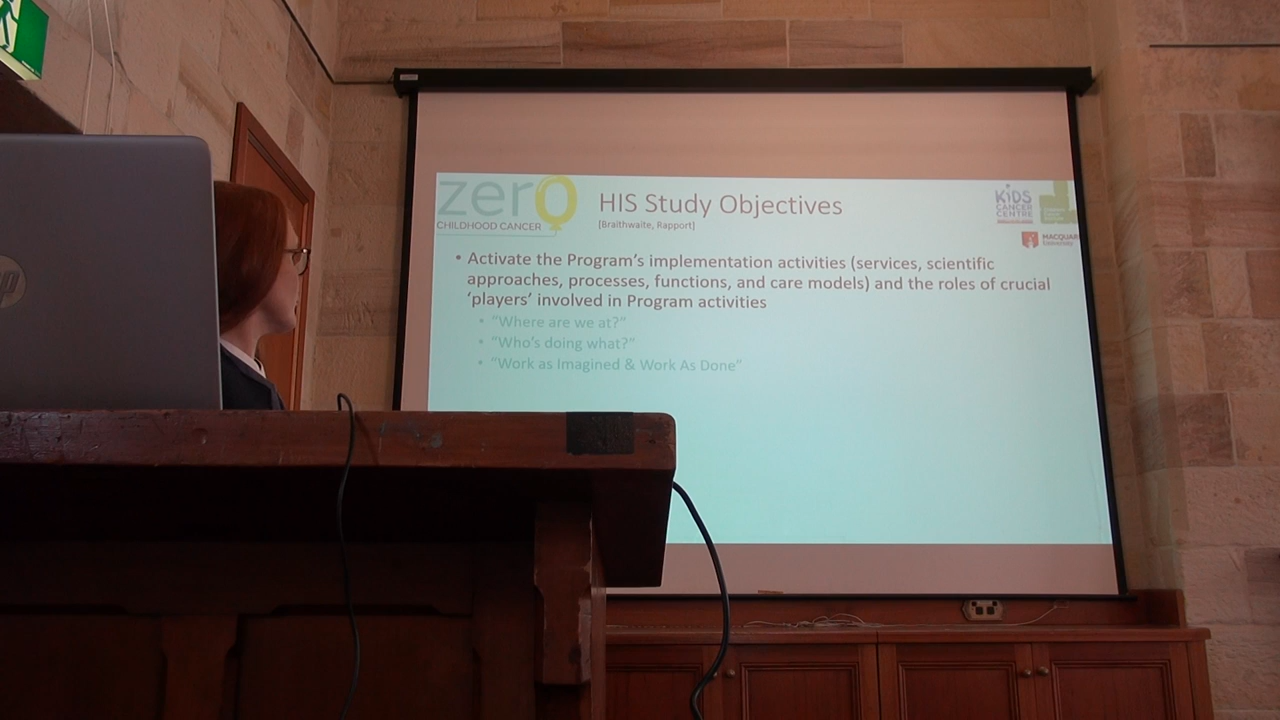 zero
CHILDHOOD CANCER
HIS Study Objectives
[Braithwaite, Rapport]
KiDS
CANCER
CENTRE
MACQUAR
University
• Activate the Program's implementation activities (services, scientific
approaches, processes, functions, and care models) and the roles of crucial
'players' involved in Program activities
• "Where are we at?"
• "Who's doing what?"
• "Work as Imagined & Work As Done"
hp